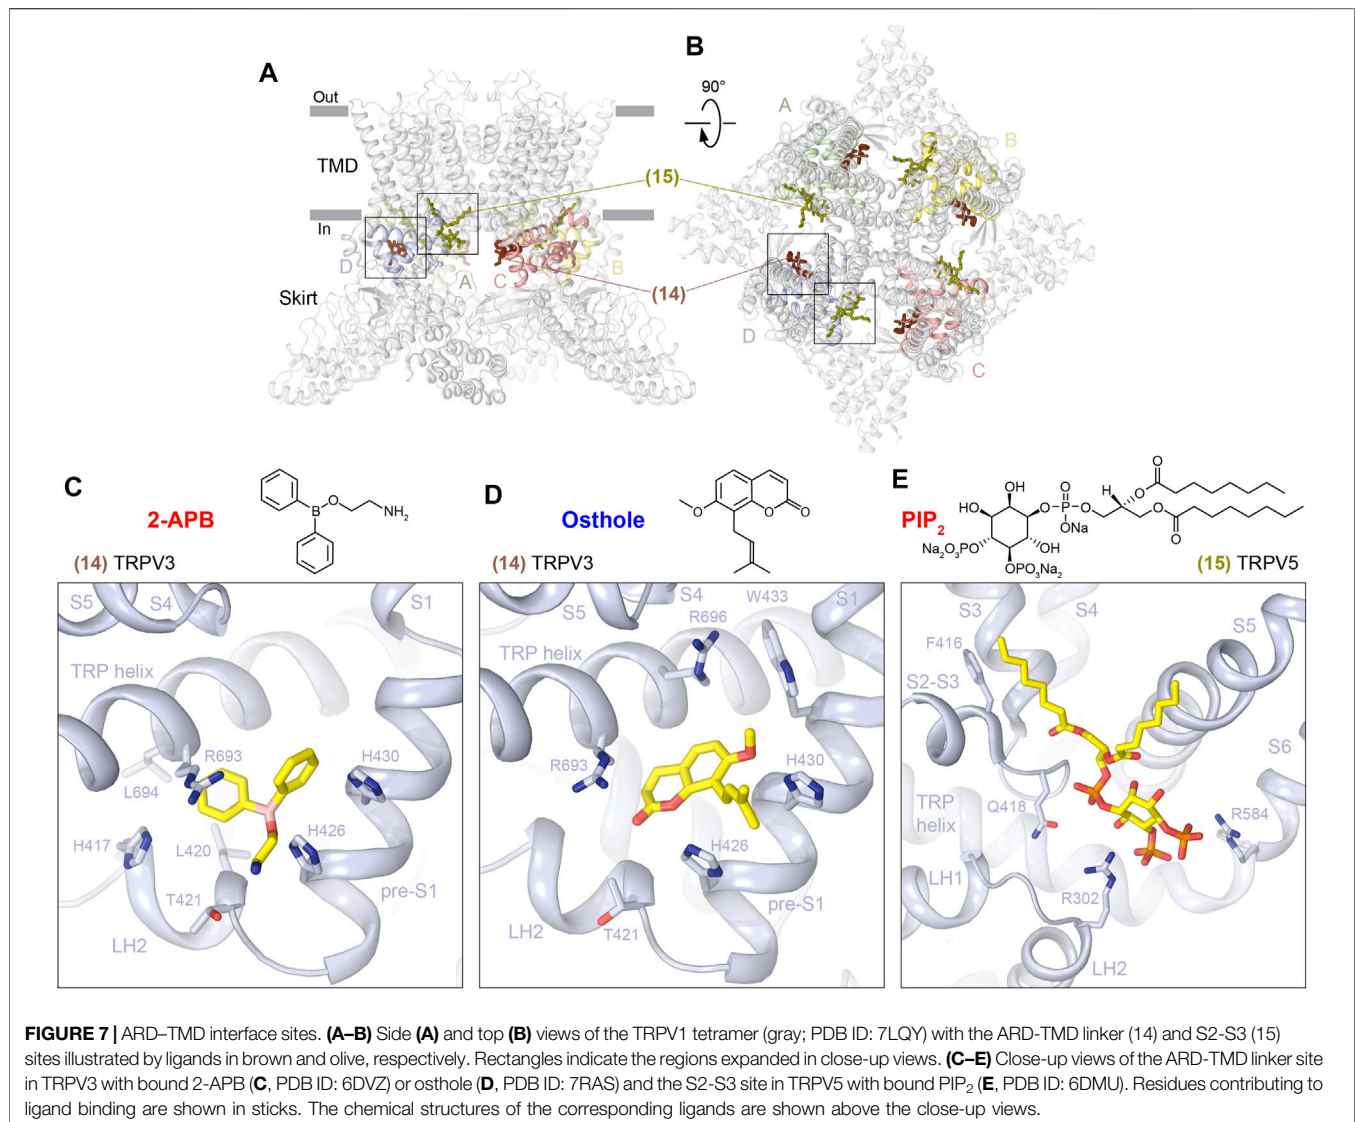 A
Out
TMD
In
D
A
C
B
Skirt
(15)
(14)
B
90°
A
B
D
C
C
2-APB
B
O
NH2
(14) TRPV3
S5
S4
S1
TRP helix
R693
H430
L694
H417
L420
H426
T421
pre-S1
LH2
D
Osthole
O
O
O
(14) TRPV3
S4
W433
S5
R696
S1
TRP helix
R693
H430
H426
pre-S1
T421
LH2
E
PIP2
OH
HO
O
O
P
ONa
H
O
O
O
O
Na2O3PO
OH
OPO3Na2
(15) TRPV5
S3
S4
F416
S5
S2-S3
S6
TRP
helix
Q418
R584
LH1
R302
LH2
FIGURE 7 | ARD–TMD interface sites. (A–B) Side (A) and top (B) views of the TRPV1 tetramer (gray; PDB ID: 7LQY) with the ARD-TMD linker (14) and S2-S3 (15)
sites illustrated by ligands in brown and olive, respectively. Rectangles indicate the regions expanded in close-up views. (C–E) Close-up views of the ARD-TMD linker site
in TRPV3 with bound 2-APB (C, PDB ID: 6DVZ) or osthole (D, PDB ID: 7RAS) and the S2-S3 site in TRPV5 with bound PIP2 (E, PDB ID: 6DMU). Residues contributing to
ligand binding are shown in sticks. The chemical structures of the corresponding ligands are shown above the close-up views.